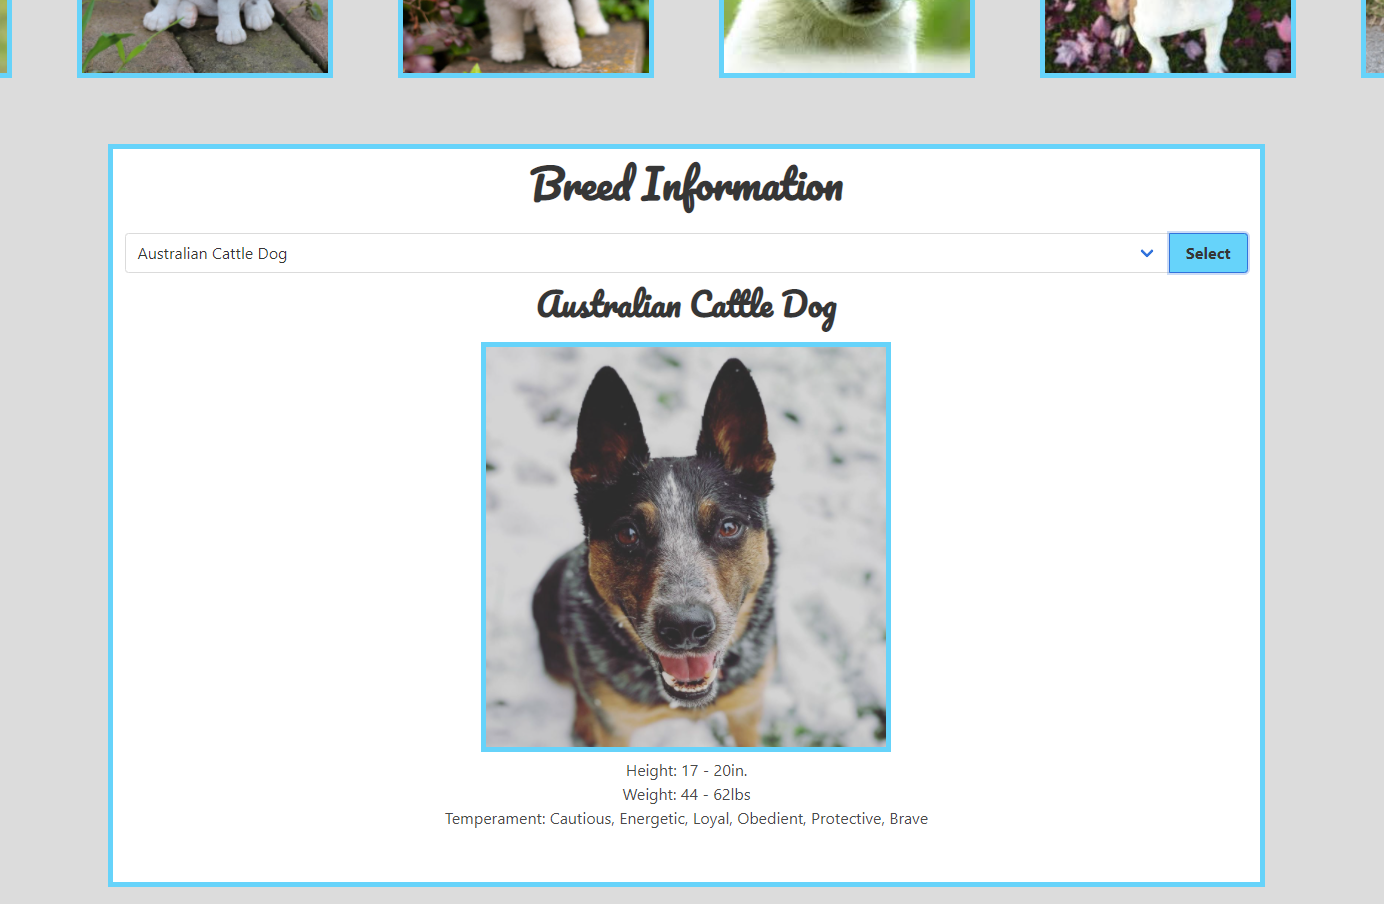 Breed Information
Australian Cattle Dog
Select
Australian Cattle Dog
Height: 17 - 20in.
Weight: 44 - 62lbs
Temperament: Cautious, Energetic, Loyal, Obedient, Protective, Brave